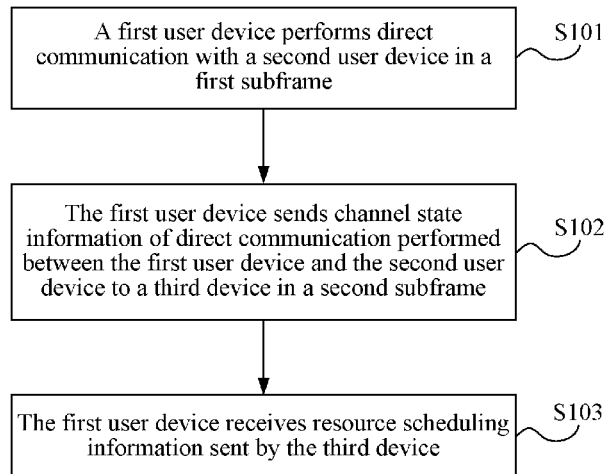 A first user device performs direct
communication with a second user device in a
first subframe
S101
The first user device sends channel state
information of direct communication performed
between the first user device and the second user
device to a third device in a second subframe
S102
The first user device receives resource scheduling
information sent by the third device
S103